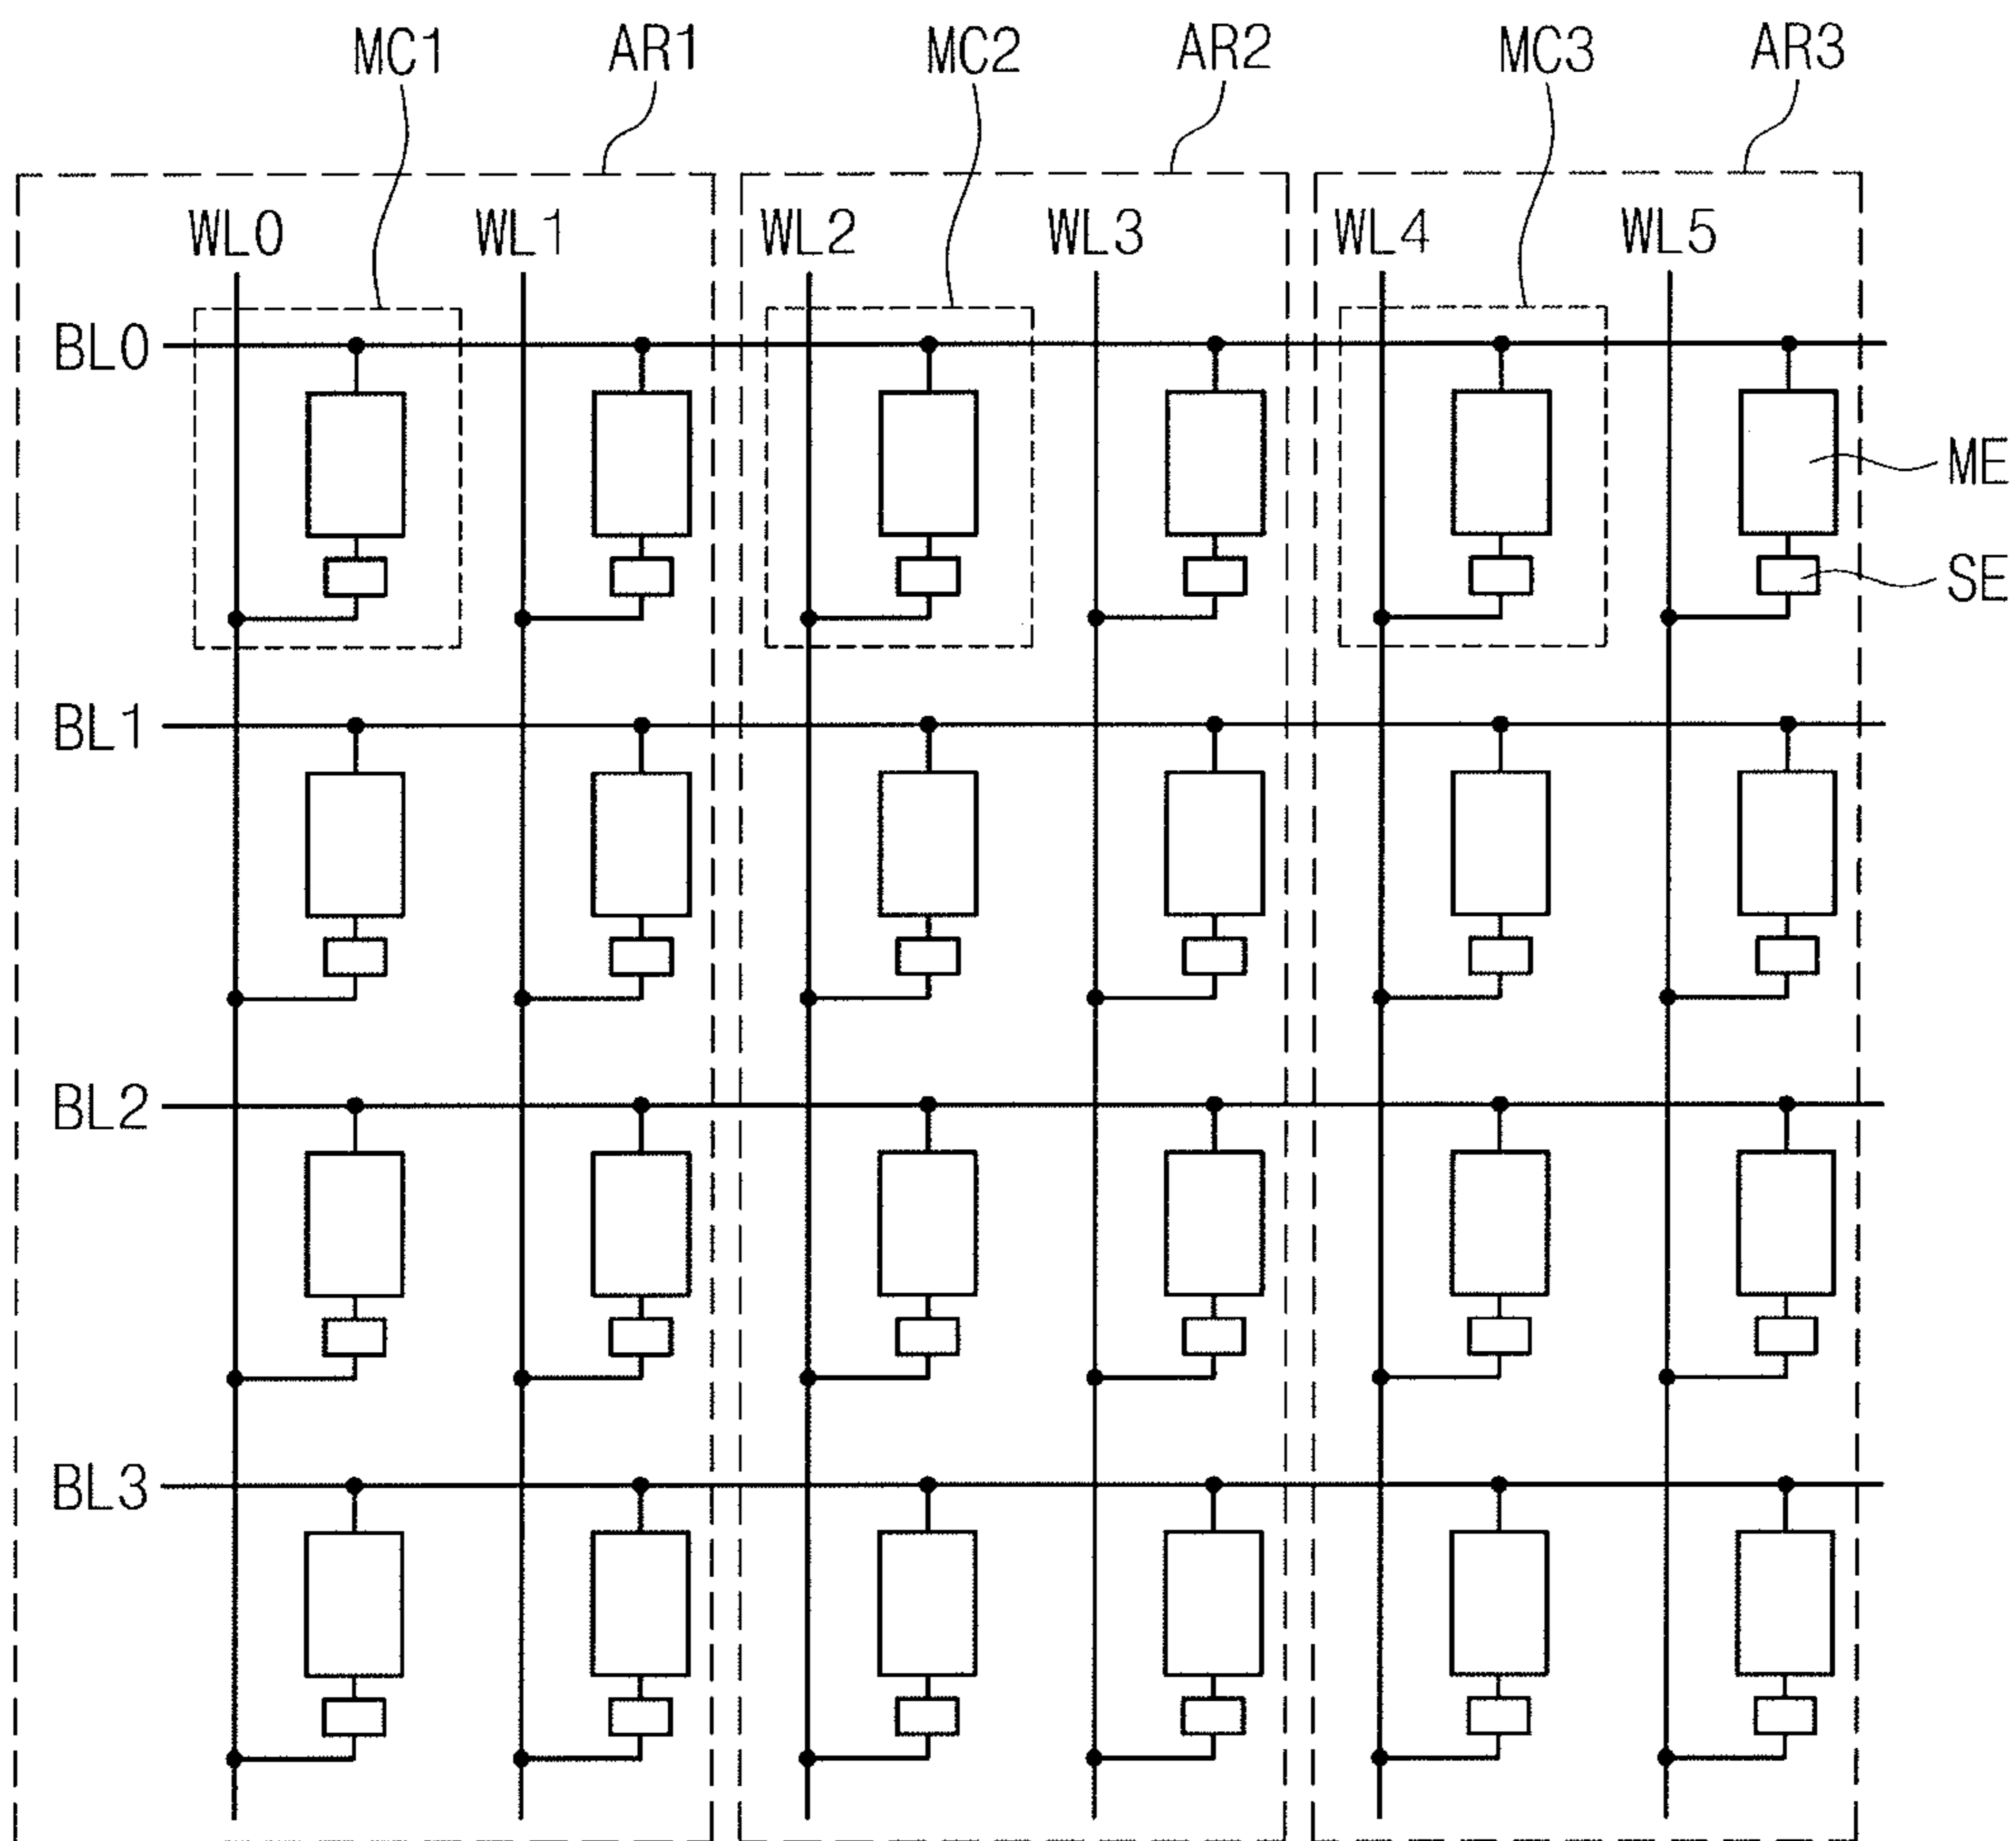 MC1 AR1 MC2 AR2 MC3 AR3
WL0 WL1 WL2 WL3 WL4 WL5
BL0
ME
SE
BL1
BL2
BL3